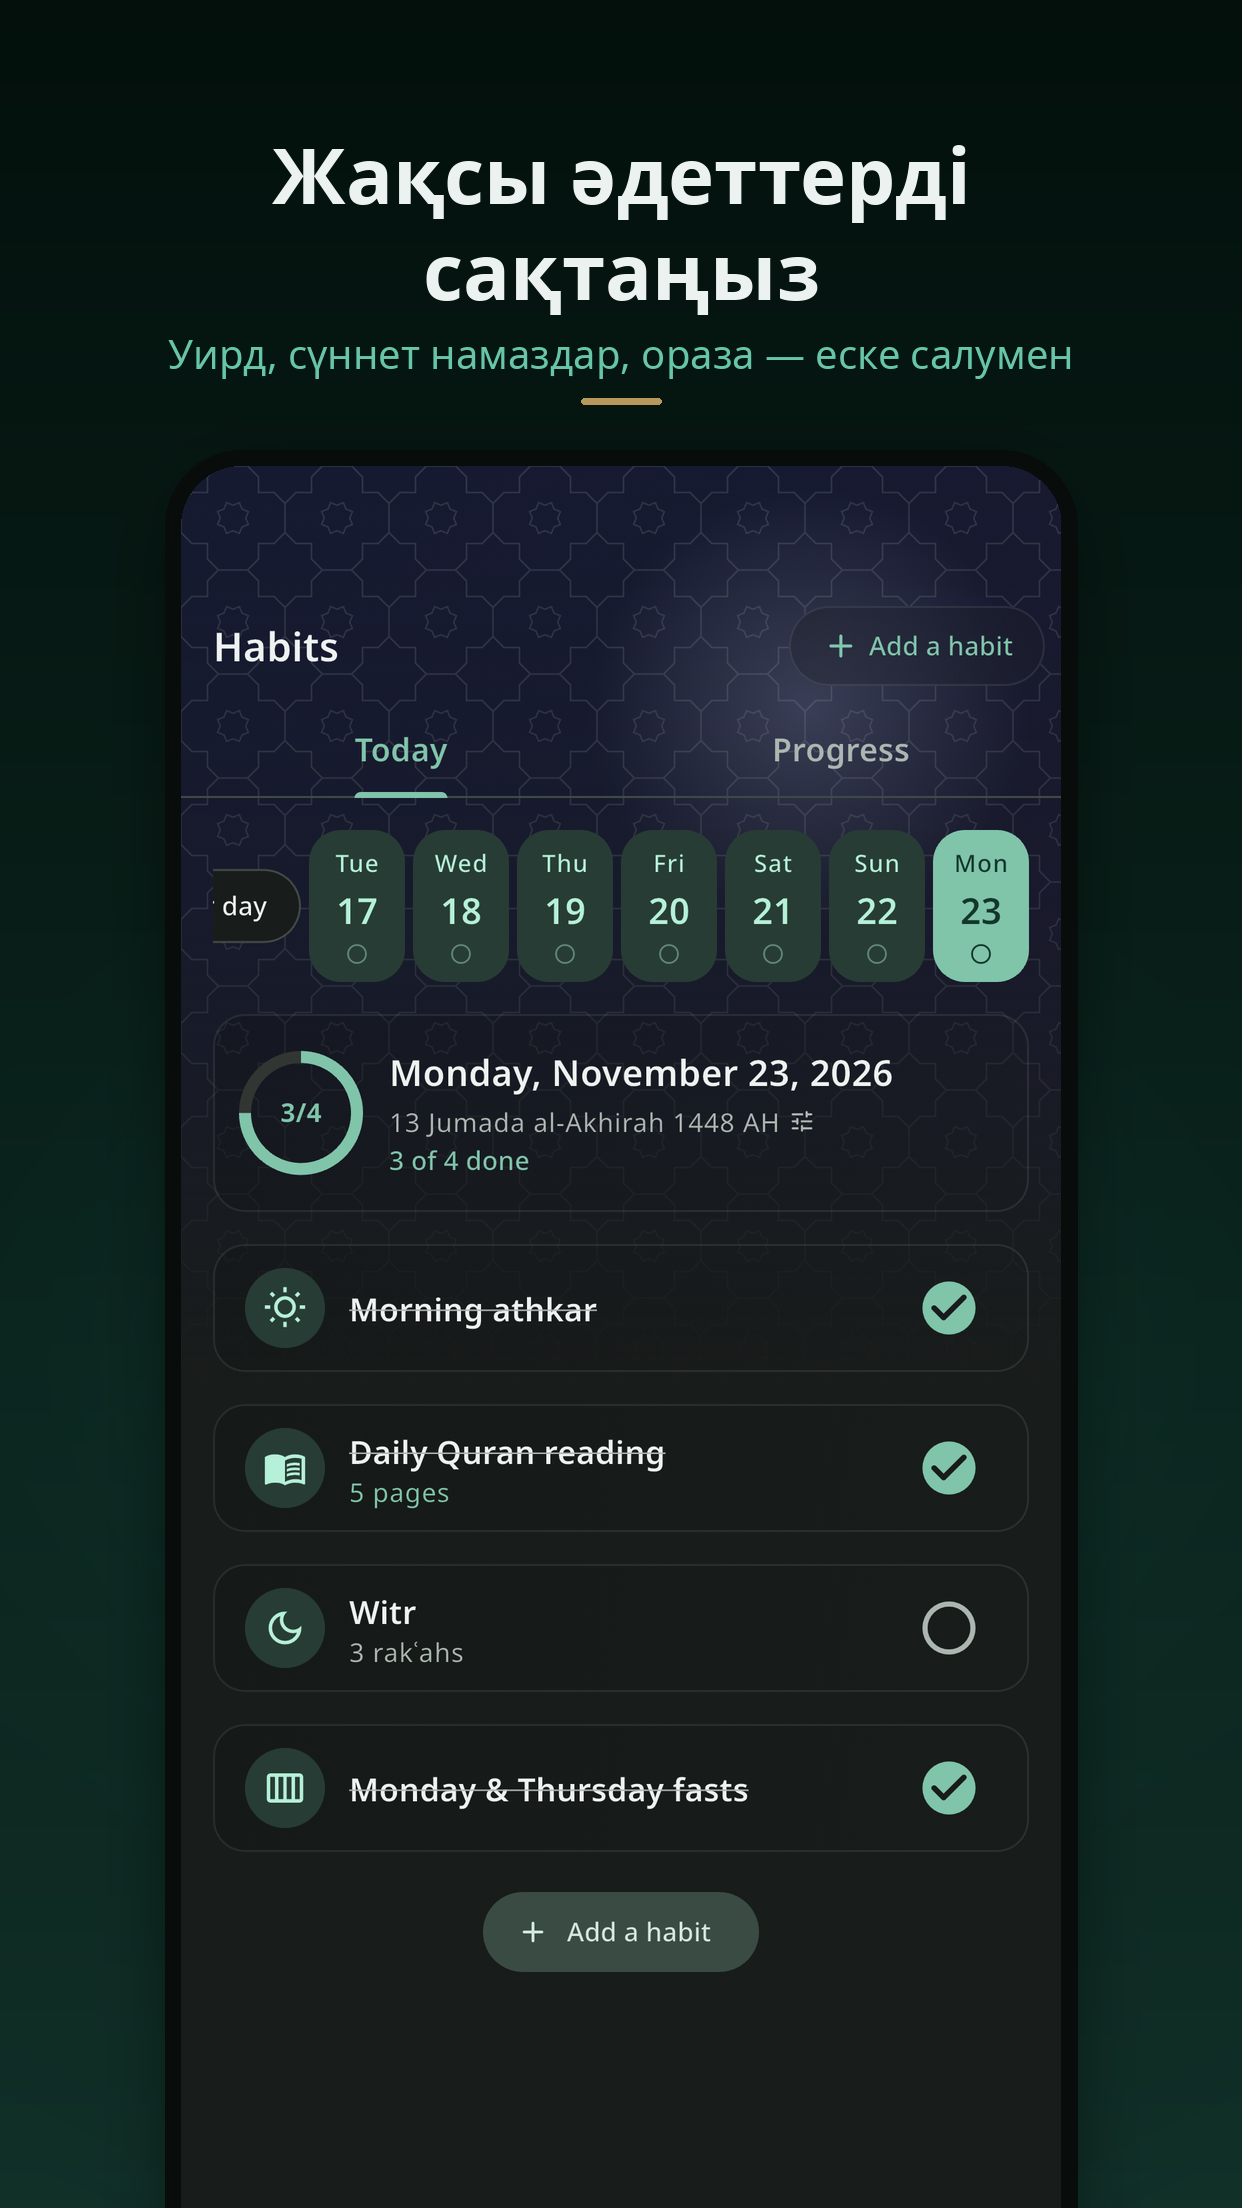 Жақсы әдеттерді
сақтаңыз
Уирд, сүннет намаздар, ораза — еске салумен
Habits
+ Add a habit
Today
Progress
day
Tue
17
Wed
18
Thu
19
Fri
20
Sat
21
Sun
22
Mon
23
3/4
Monday, November 23, 2026
13 Jumada al-Akhirah 1448 AH
3 of 4 done
Morning athkar
Daily Quran reading
5 pages
Witr
3 rakʿahs
Monday & Thursday fasts
+ Add a habit